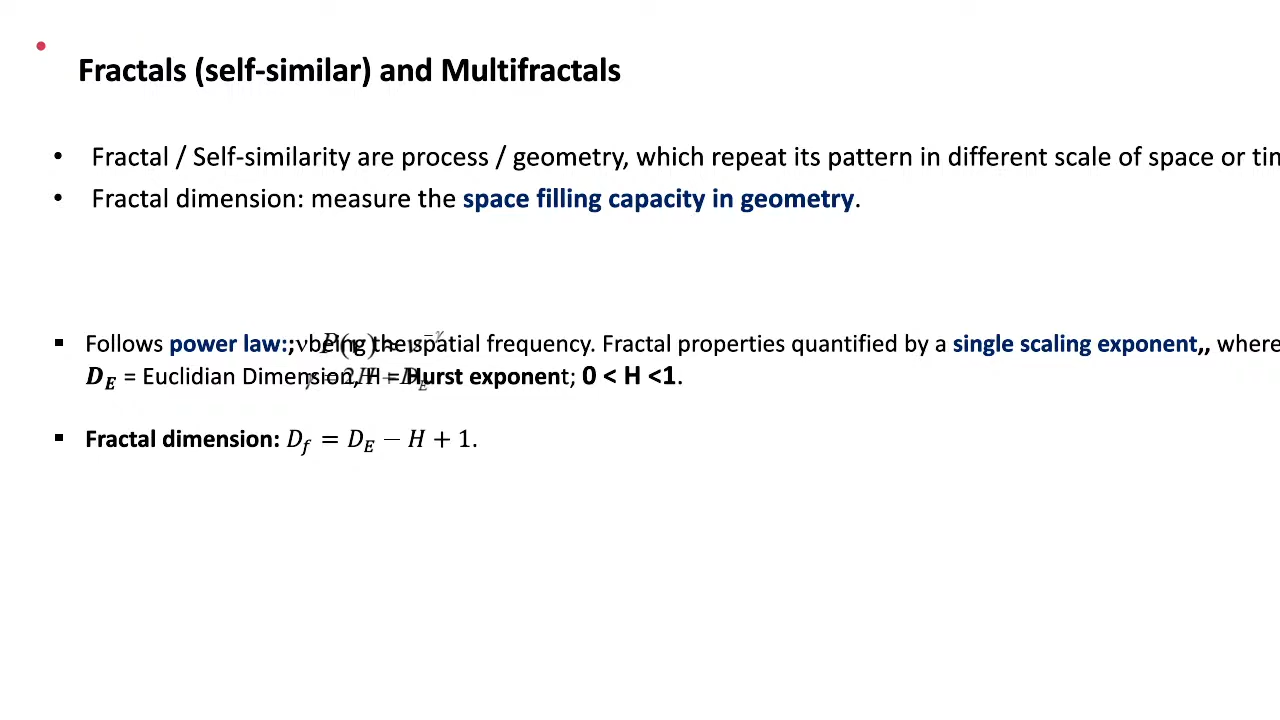 Fractals (self-similar) and Multifractals
• Fractal / Self-similarity are process / geometry, which repeat its pattern in different scale of space or
• Fractal dimension: measure the space filling capacity in geometry.
▪ Follows power law:; ν being the spatial frequency. Fractal properties quantified by a single scaling exponent,, where
D_E = Euclidian Dimension, H = Hurst exponent; 0 < H <1.
▪ Fractal dimension: D_f = D_E − H + 1.